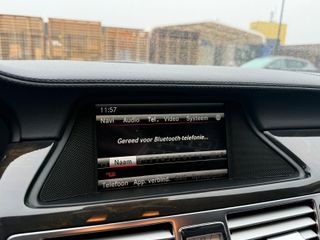 11:57
Navi Audio Tel. Video Systeem
Gereed voor Bluetooth-telefonie...
Naam
Telefoon App. verbind.